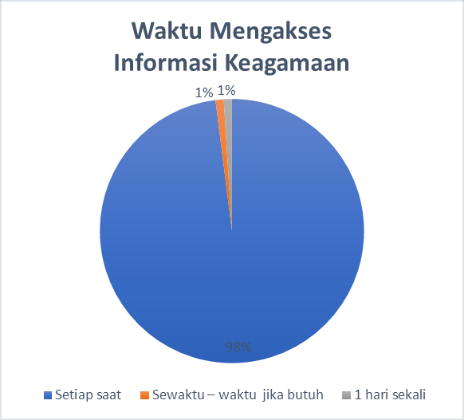 Waktu Mengakses
Informasi Keagamaan
1% 1%
98%
Setiap saat Sewaktu – waktu jika butuh 1 hari sekali